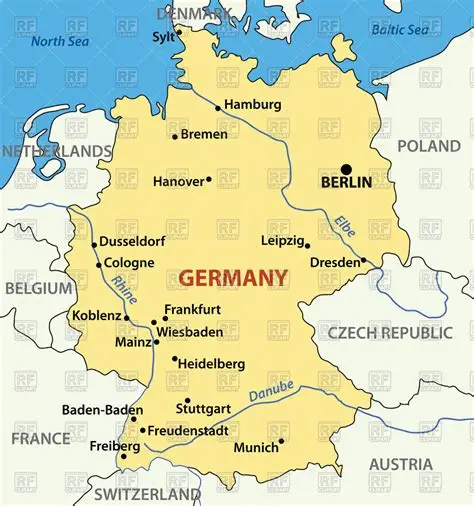 DENMARK
Sylt
North Sea
Baltic Sea
Hamburg
Bremen
POLAND
NETHERLANDS
Hanover
BERLIN
Elbe
Dusseldorf
Leipzig
Cologne
Dresden
GERMANY
BELGIUM
Rhine
Koblenz
Frankfurt
Wiesbaden
CZECH REPUBLIC
Mainz
Heidelberg
Danube
Baden-Baden
Stuttgart
Freudenstadt
FRANCE
Freiberg
Munich
AUSTRIA
SWITZERLAND